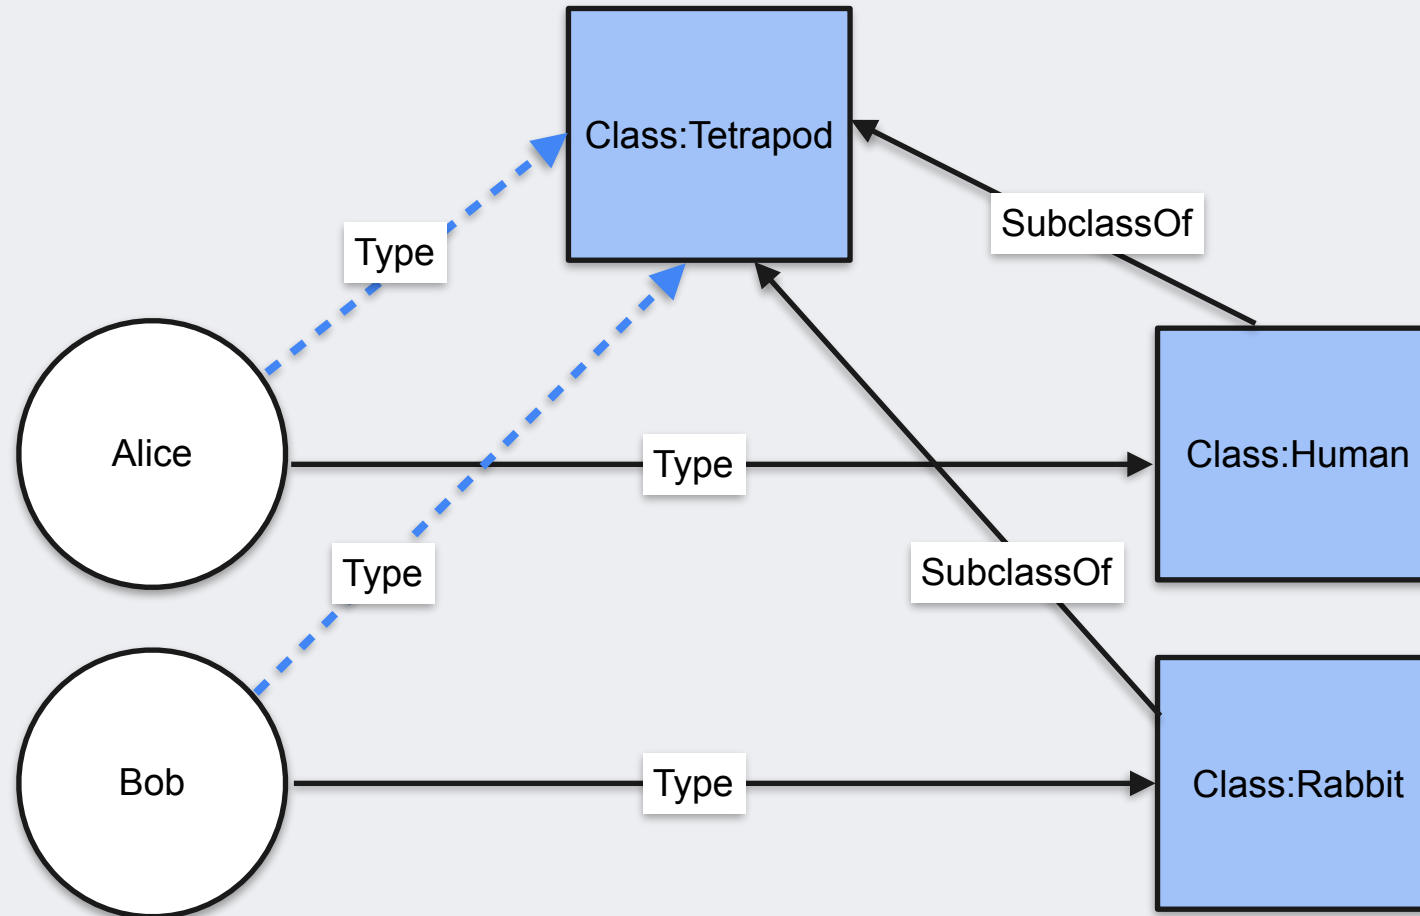 Class:Tetrapod
SubclassOf
Type
Alice
Type
Class:Human
Type
SubclassOf
Bob
Type
Class:Rabbit